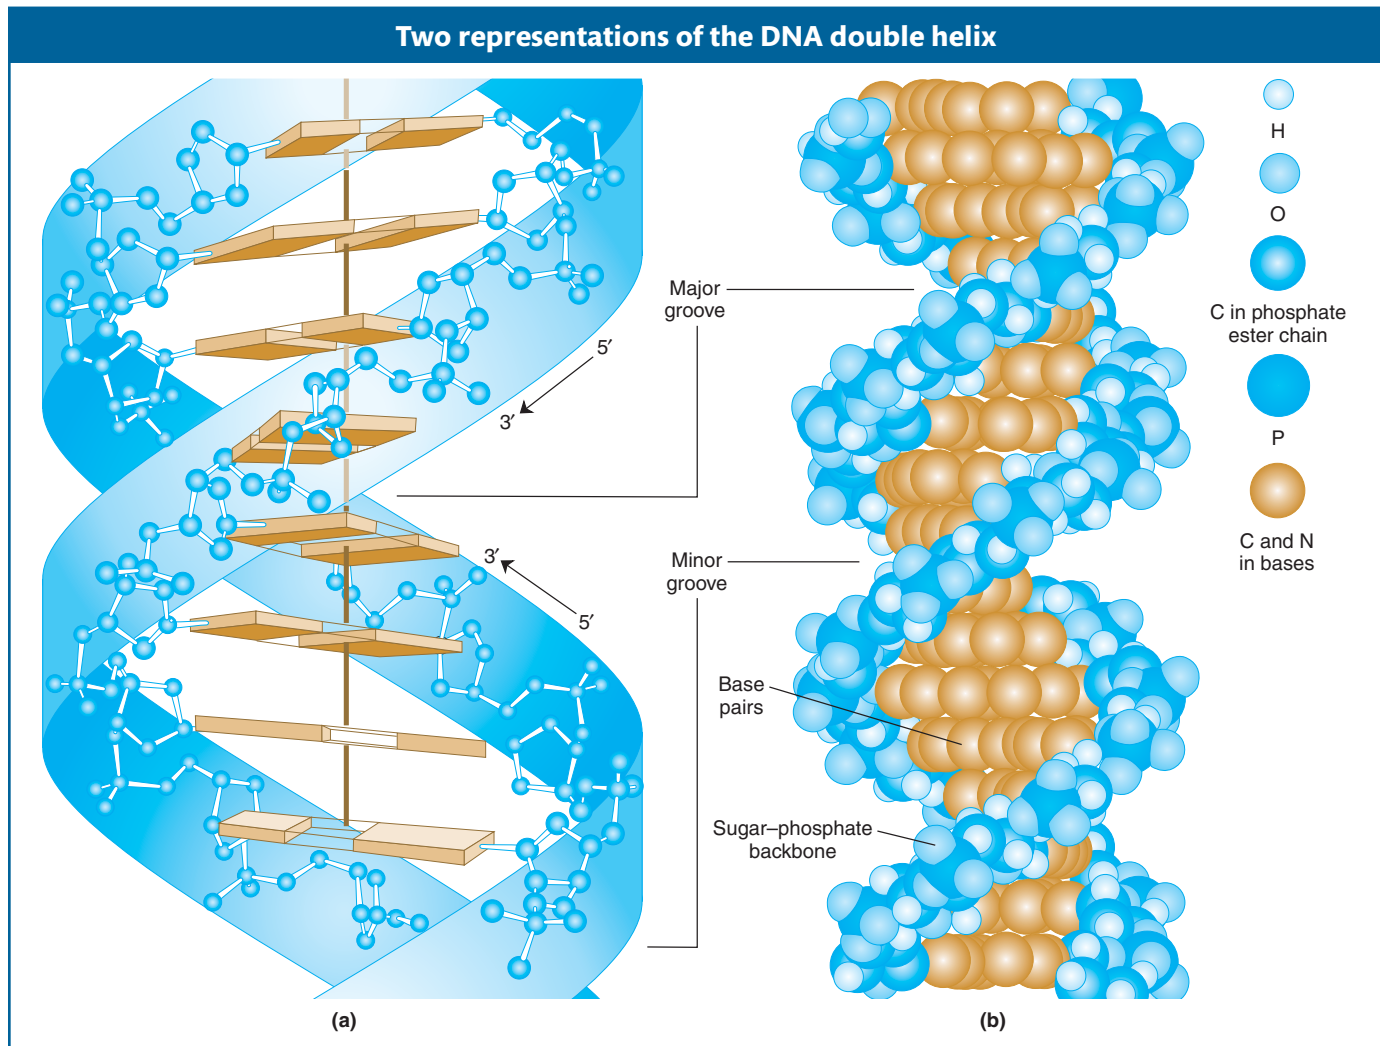 Two representations of the DNA double helix
H
O
Major
groove
C in phosphate
ester chain
5′
3′
P
3′
5′
Minor
groove
C and N
in bases
Base
pairs
Sugar–phosphate
backbone
(a)
(b)